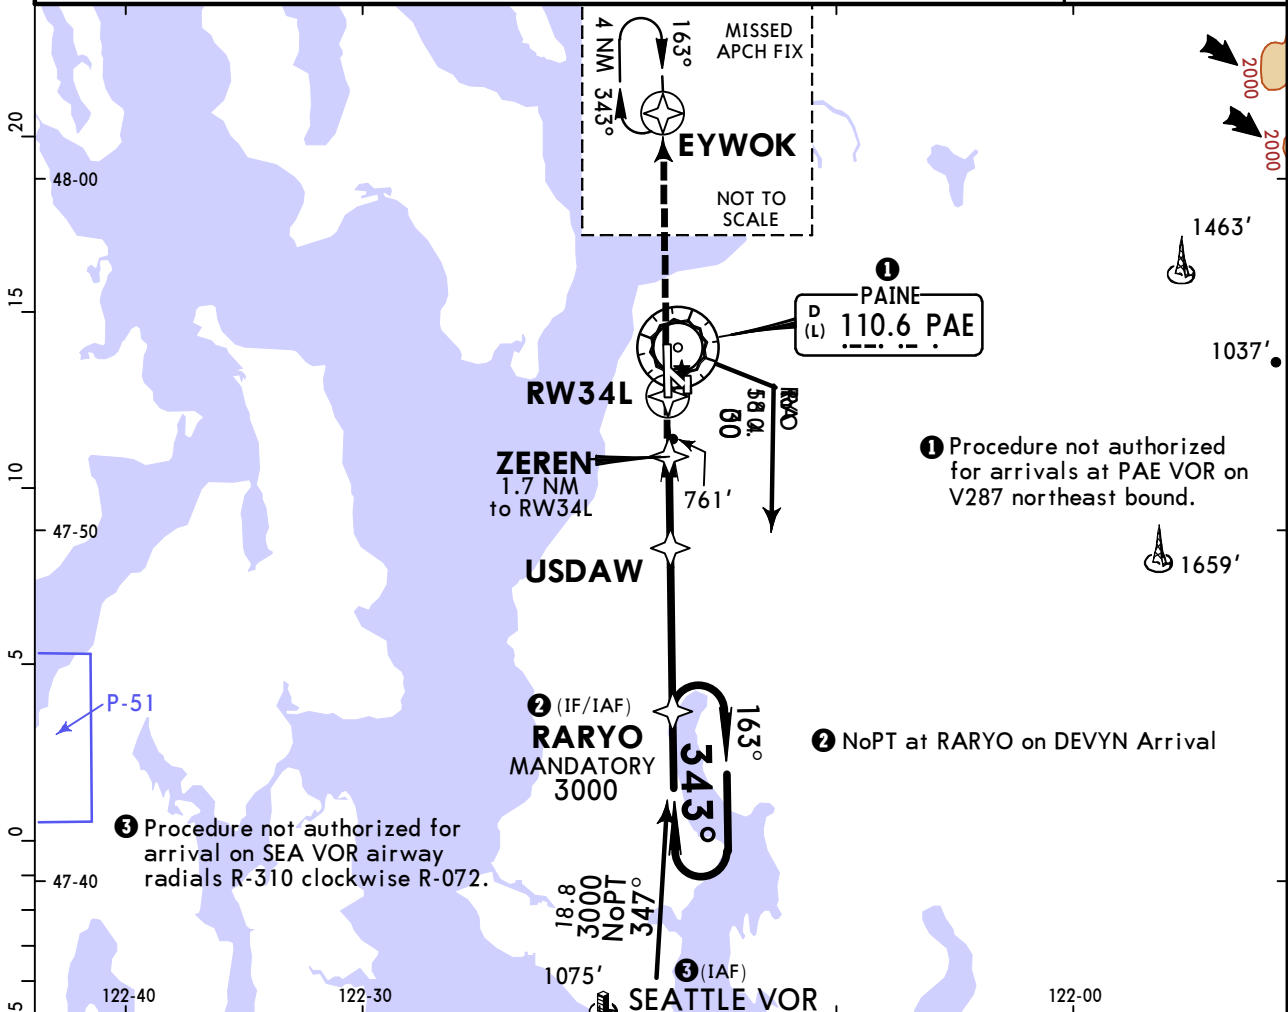 MISSED
APCH FIX
163°
4 NM
343°
EYWOK
NOT TO
SCALE
2000
2000
20
48-00
1463'
❶
PAINE
D
(L)
110.6 PAE
15
1037'
RW34L
ZEREN
1.7 NM
to RW34L
761'
❶ Procedure not authorized
for arrivals at PAE VOR on
V287 northeast bound.
10
47-50
USDAW
1659'
5
P-51
❷ (IF/IAF)
RARYO
MANDATORY
3000
163°
343°
❷ NoPT at RARYO on DEVYN Arrival
❸ Procedure not authorized for
arrival on SEA VOR airway
radials R-310 clockwise R-072.
0
47-40
18.8
3000
NoPT
347°
1075'
❸ (IAF)
SEATTLE VOR
5
122-40
122-30
122-00